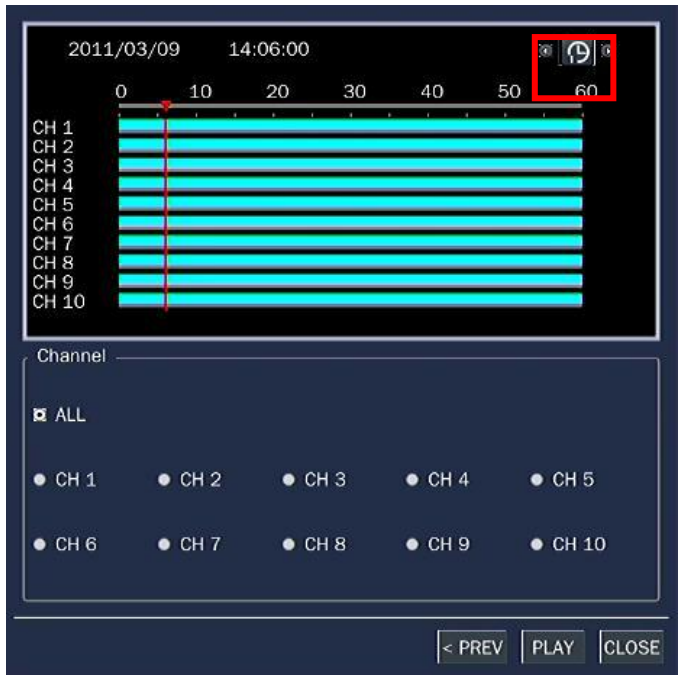 2011/03/09 14:06:00
0 10 20 30 40 50 60
CH 1
CH 2
CH 3
CH 4
CH 5
CH 6
CH 7
CH 8
CH 9
CH 10
Channel
ALL
CH 1 CH 2 CH 3 CH 4 CH 5
CH 6 CH 7 CH 8 CH 9 CH 10
< PREV PLAY CLOSE